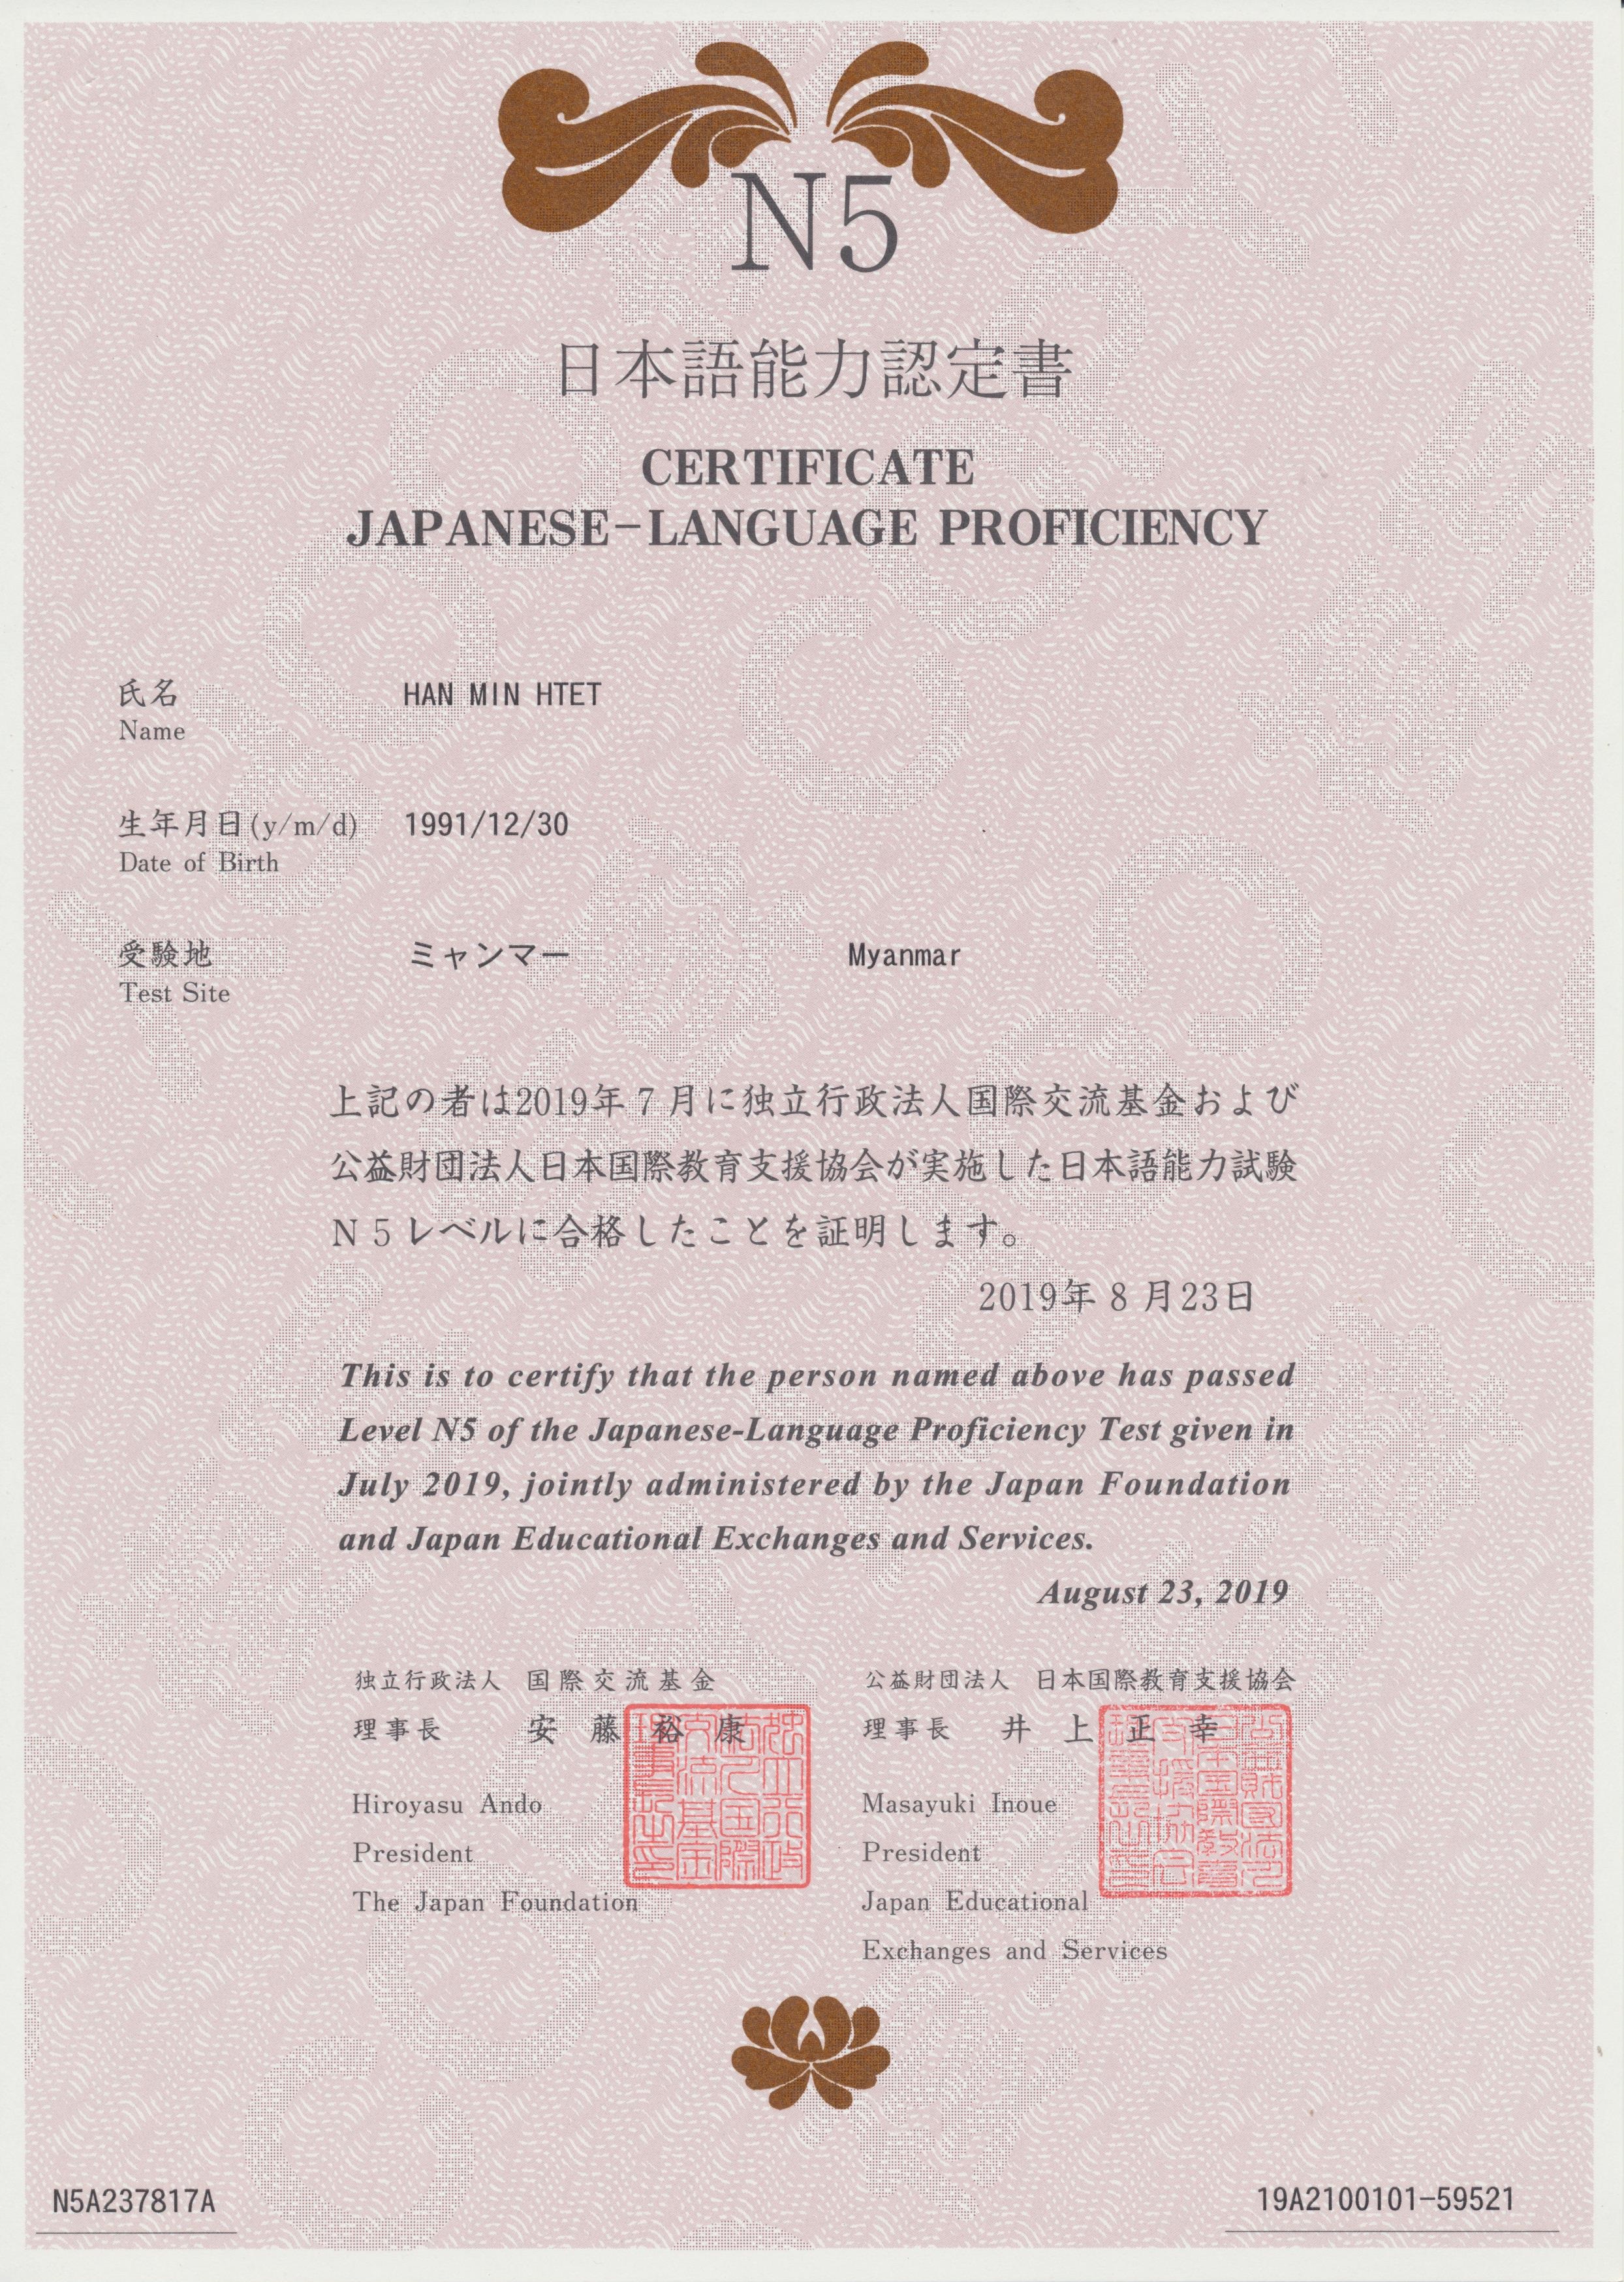 N5
日本語能力認定書
CERTIFICATE
JAPANESE-LANGUAGE PROFICIENCY
氏名 HAN MIN HTET
Name
生年月日(y/m/d) 1991/12/30
Date of Birth
受験地 ミャンマー Myanmar
Test Site
上記の者は2019年7月に独立行政法人国際交流基金および
公益財団法人日本国際教育支援協会が実施した日本語能力試験
N5レベルに合格したことを証明します。
2019年8月23日
This is to certify that the person named above has passed
Level N5 of the Japanese-Language Proficiency Test given in
July 2019, jointly administered by the Japan Foundation
and Japan Educational Exchanges and Services.
August 23, 2019
独立行政法人 国際交流基金
理事長 安藤裕康
Hiroyasu Ando
President
The Japan Foundation
公益財団法人 日本国際教育支援協会
理事長 井上正幸
Masayuki Inoue
President
Japan Educational
Exchanges and Services
N5A237817A
19A2100101-59521